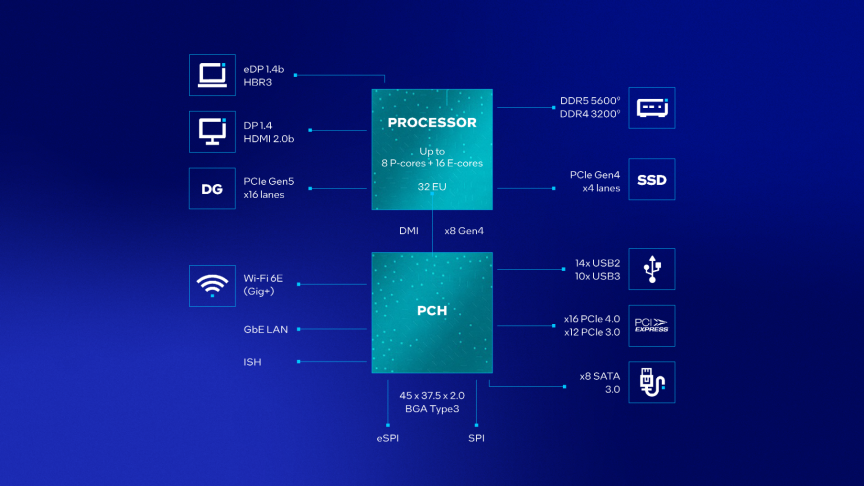 eDP 1.4b
HBR3
DP 1.4
HDMI 2.0b
DG
PCIe Gen5
x16 lanes
PROCESSOR
Up to
8 P-cores + 16 E-cores
32 EU
DDR5 5600⁹
DDR4 3200⁹
PCIe Gen4
x4 lanes
SSD
DMI
x8 Gen4
Wi-Fi 6E
(Gig+)
GbE LAN
ISH
PCH
14x USB2
10x USB3
x16 PCIe 4.0
x12 PCIe 3.0
PCI
EXPRESS
x8 SATA
3.0
45 x 37.5 x 2.0
BGA Type3
eSPI
SPI